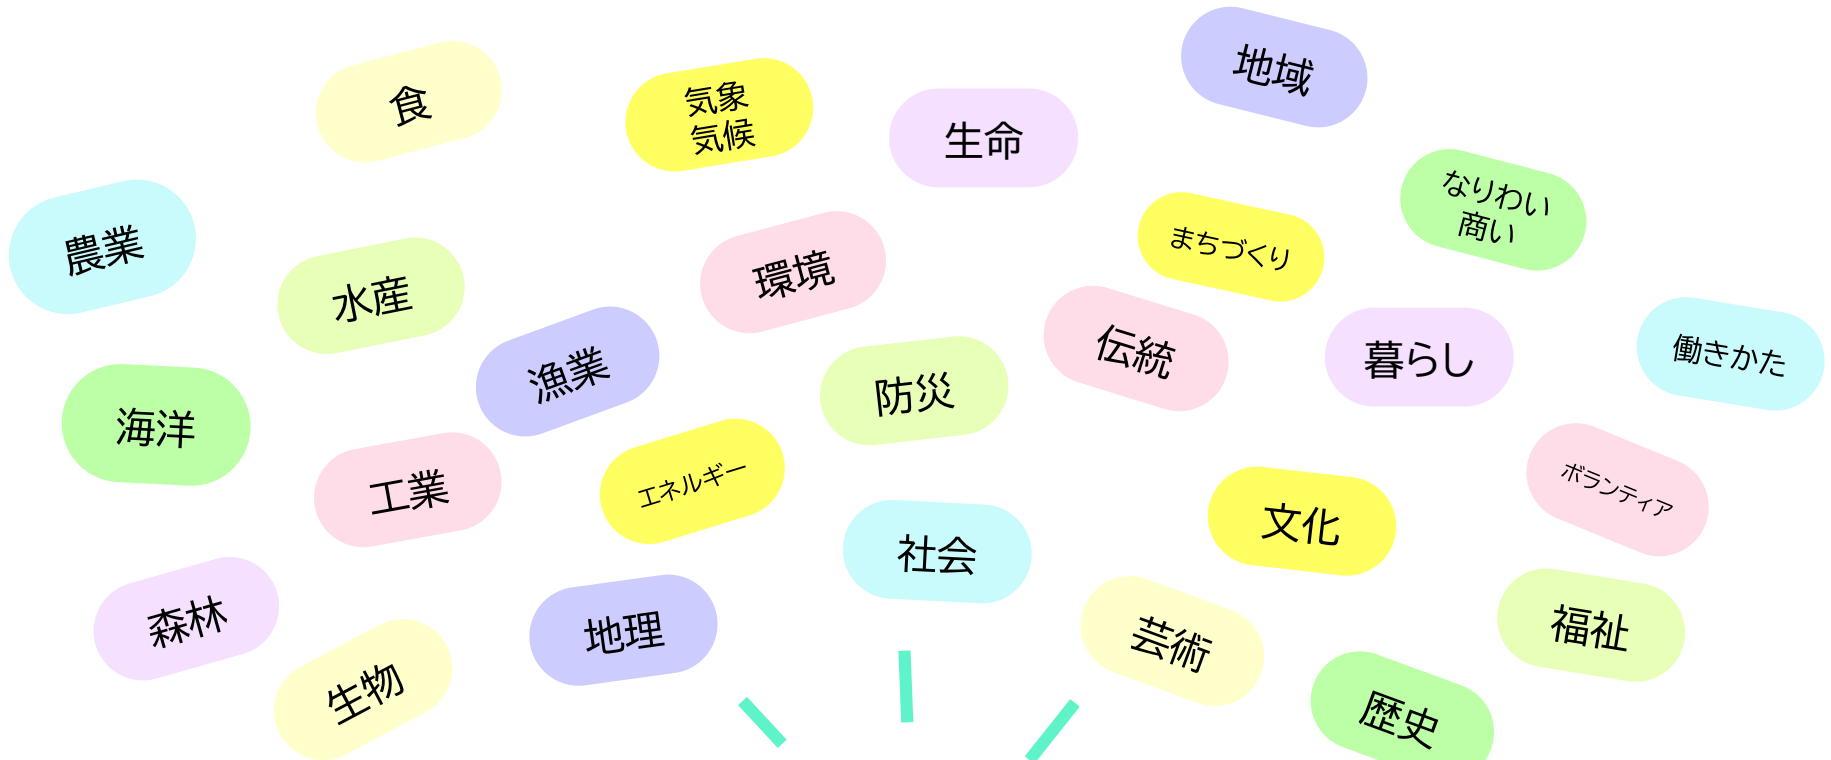 地域
食
気象
気候
生命
農業
なりわい
商い
まちづくり
環境
水産
伝統
暮らし
働きかた
漁業
防災
海洋
工業
エネルギー
ボランティア
文化
社会
森林
地理
芸術
福祉
生物
歴史